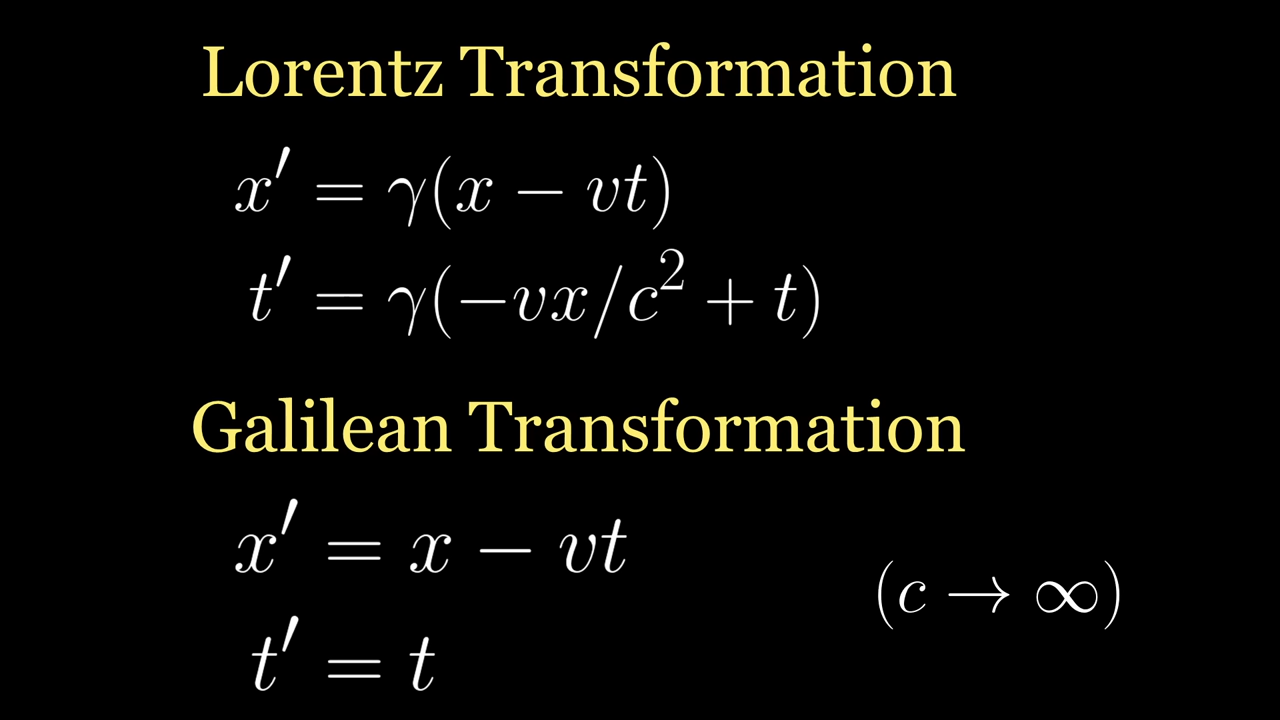 Lorentz Transformation
x′ = γ(x − vt)
t′ = γ(−vx/c² + t)
Galilean Transformation
x′ = x − vt
(c → ∞)
t′ = t